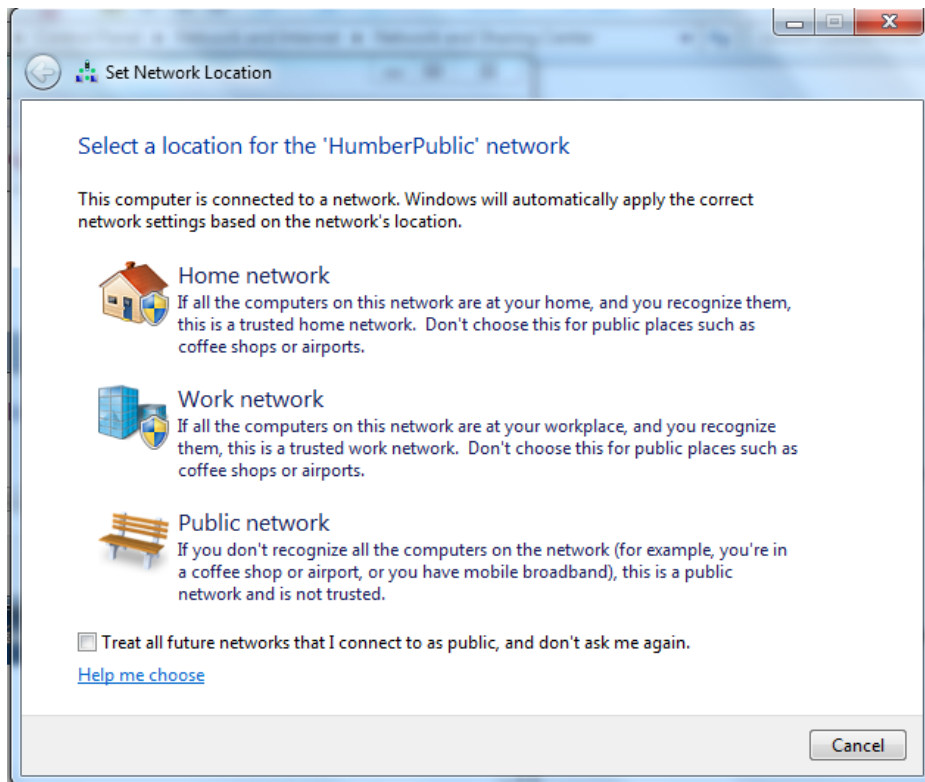 Set Network Location
Select a location for the 'HumberPublic' network
This computer is connected to a network. Windows will automatically apply the correct
network settings based on the network's location.
Home network
If all the computers on this network are at your home, and you recognize them,
this is a trusted home network.  Don't choose this for public places such as
coffee shops or airports.
Work network
If all the computers on this network are at your workplace, and you recognize
them, this is a trusted work network.  Don't choose this for public places such as
coffee shops or airports.
Public network
If you don't recognize all the computers on the network (for example, you're in
a coffee shop or airport, or you have mobile broadband), this is a public
network and is not trusted.
Treat all future networks that I connect to as public, and don't ask me again.
Help me choose
Cancel